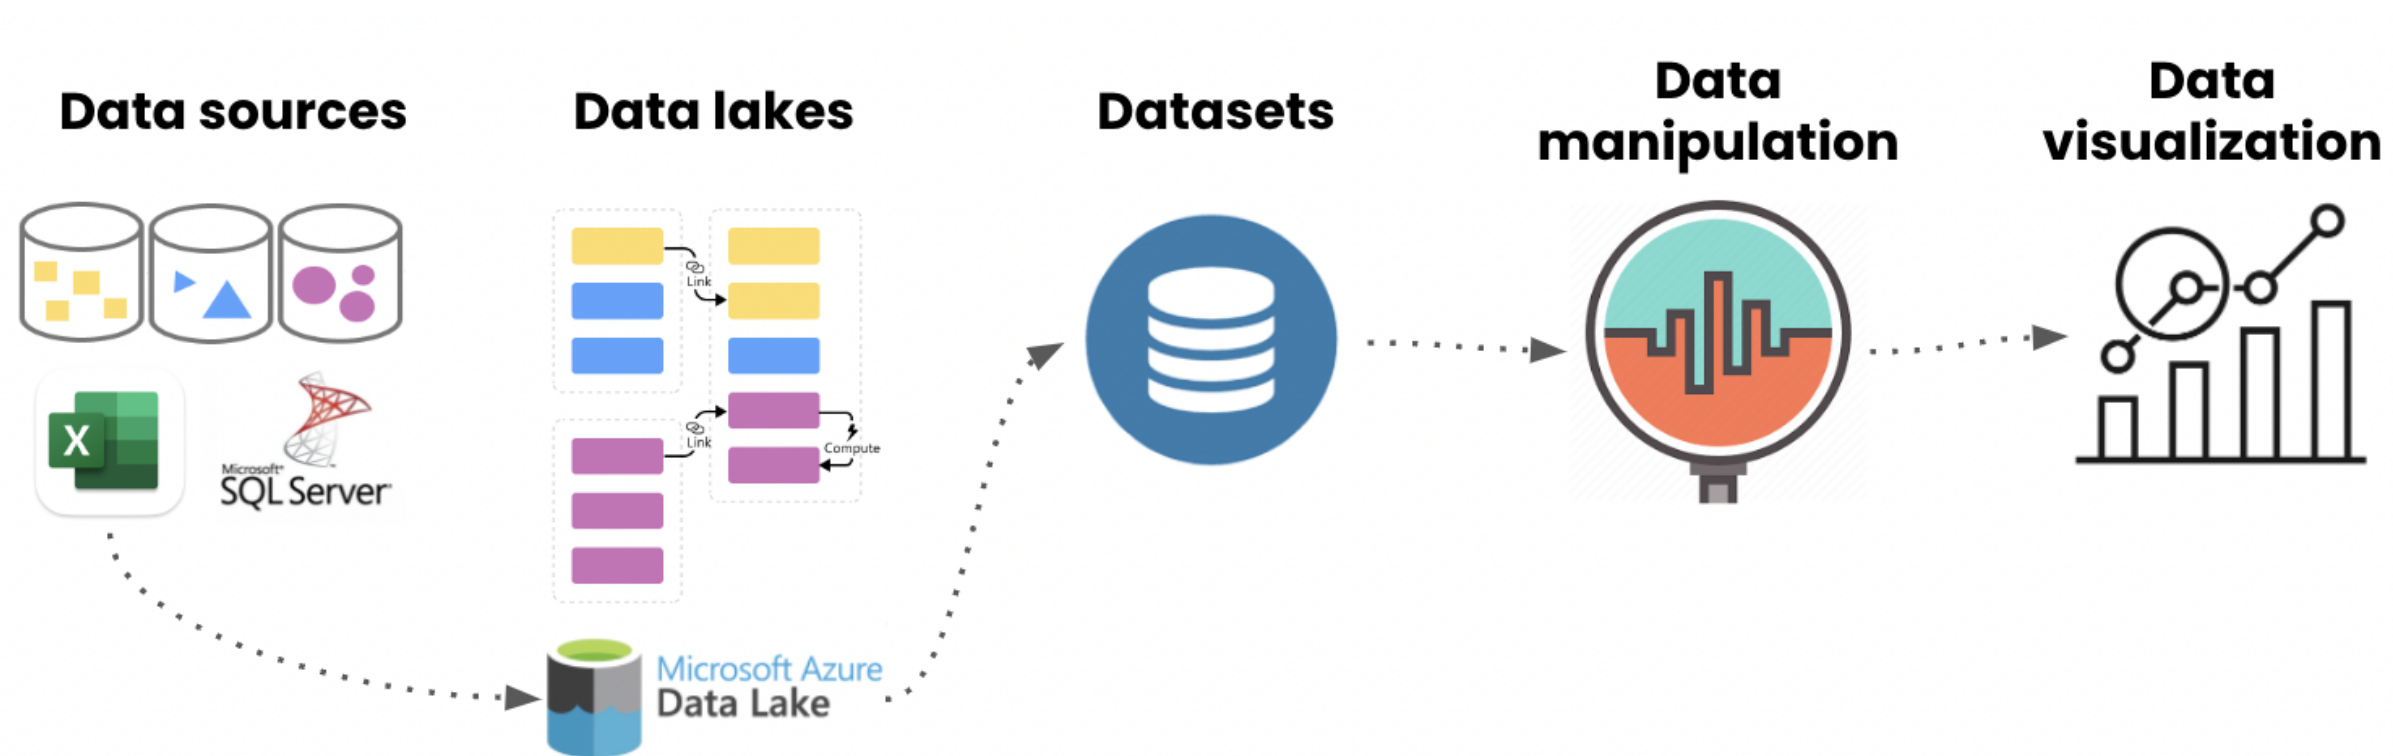 Data sources
Data lakes
Datasets
Data
manipulation
Data
visualization
Link
Link
Compute
X
Microsoft®
SQL Server
Microsoft Azure
Data Lake